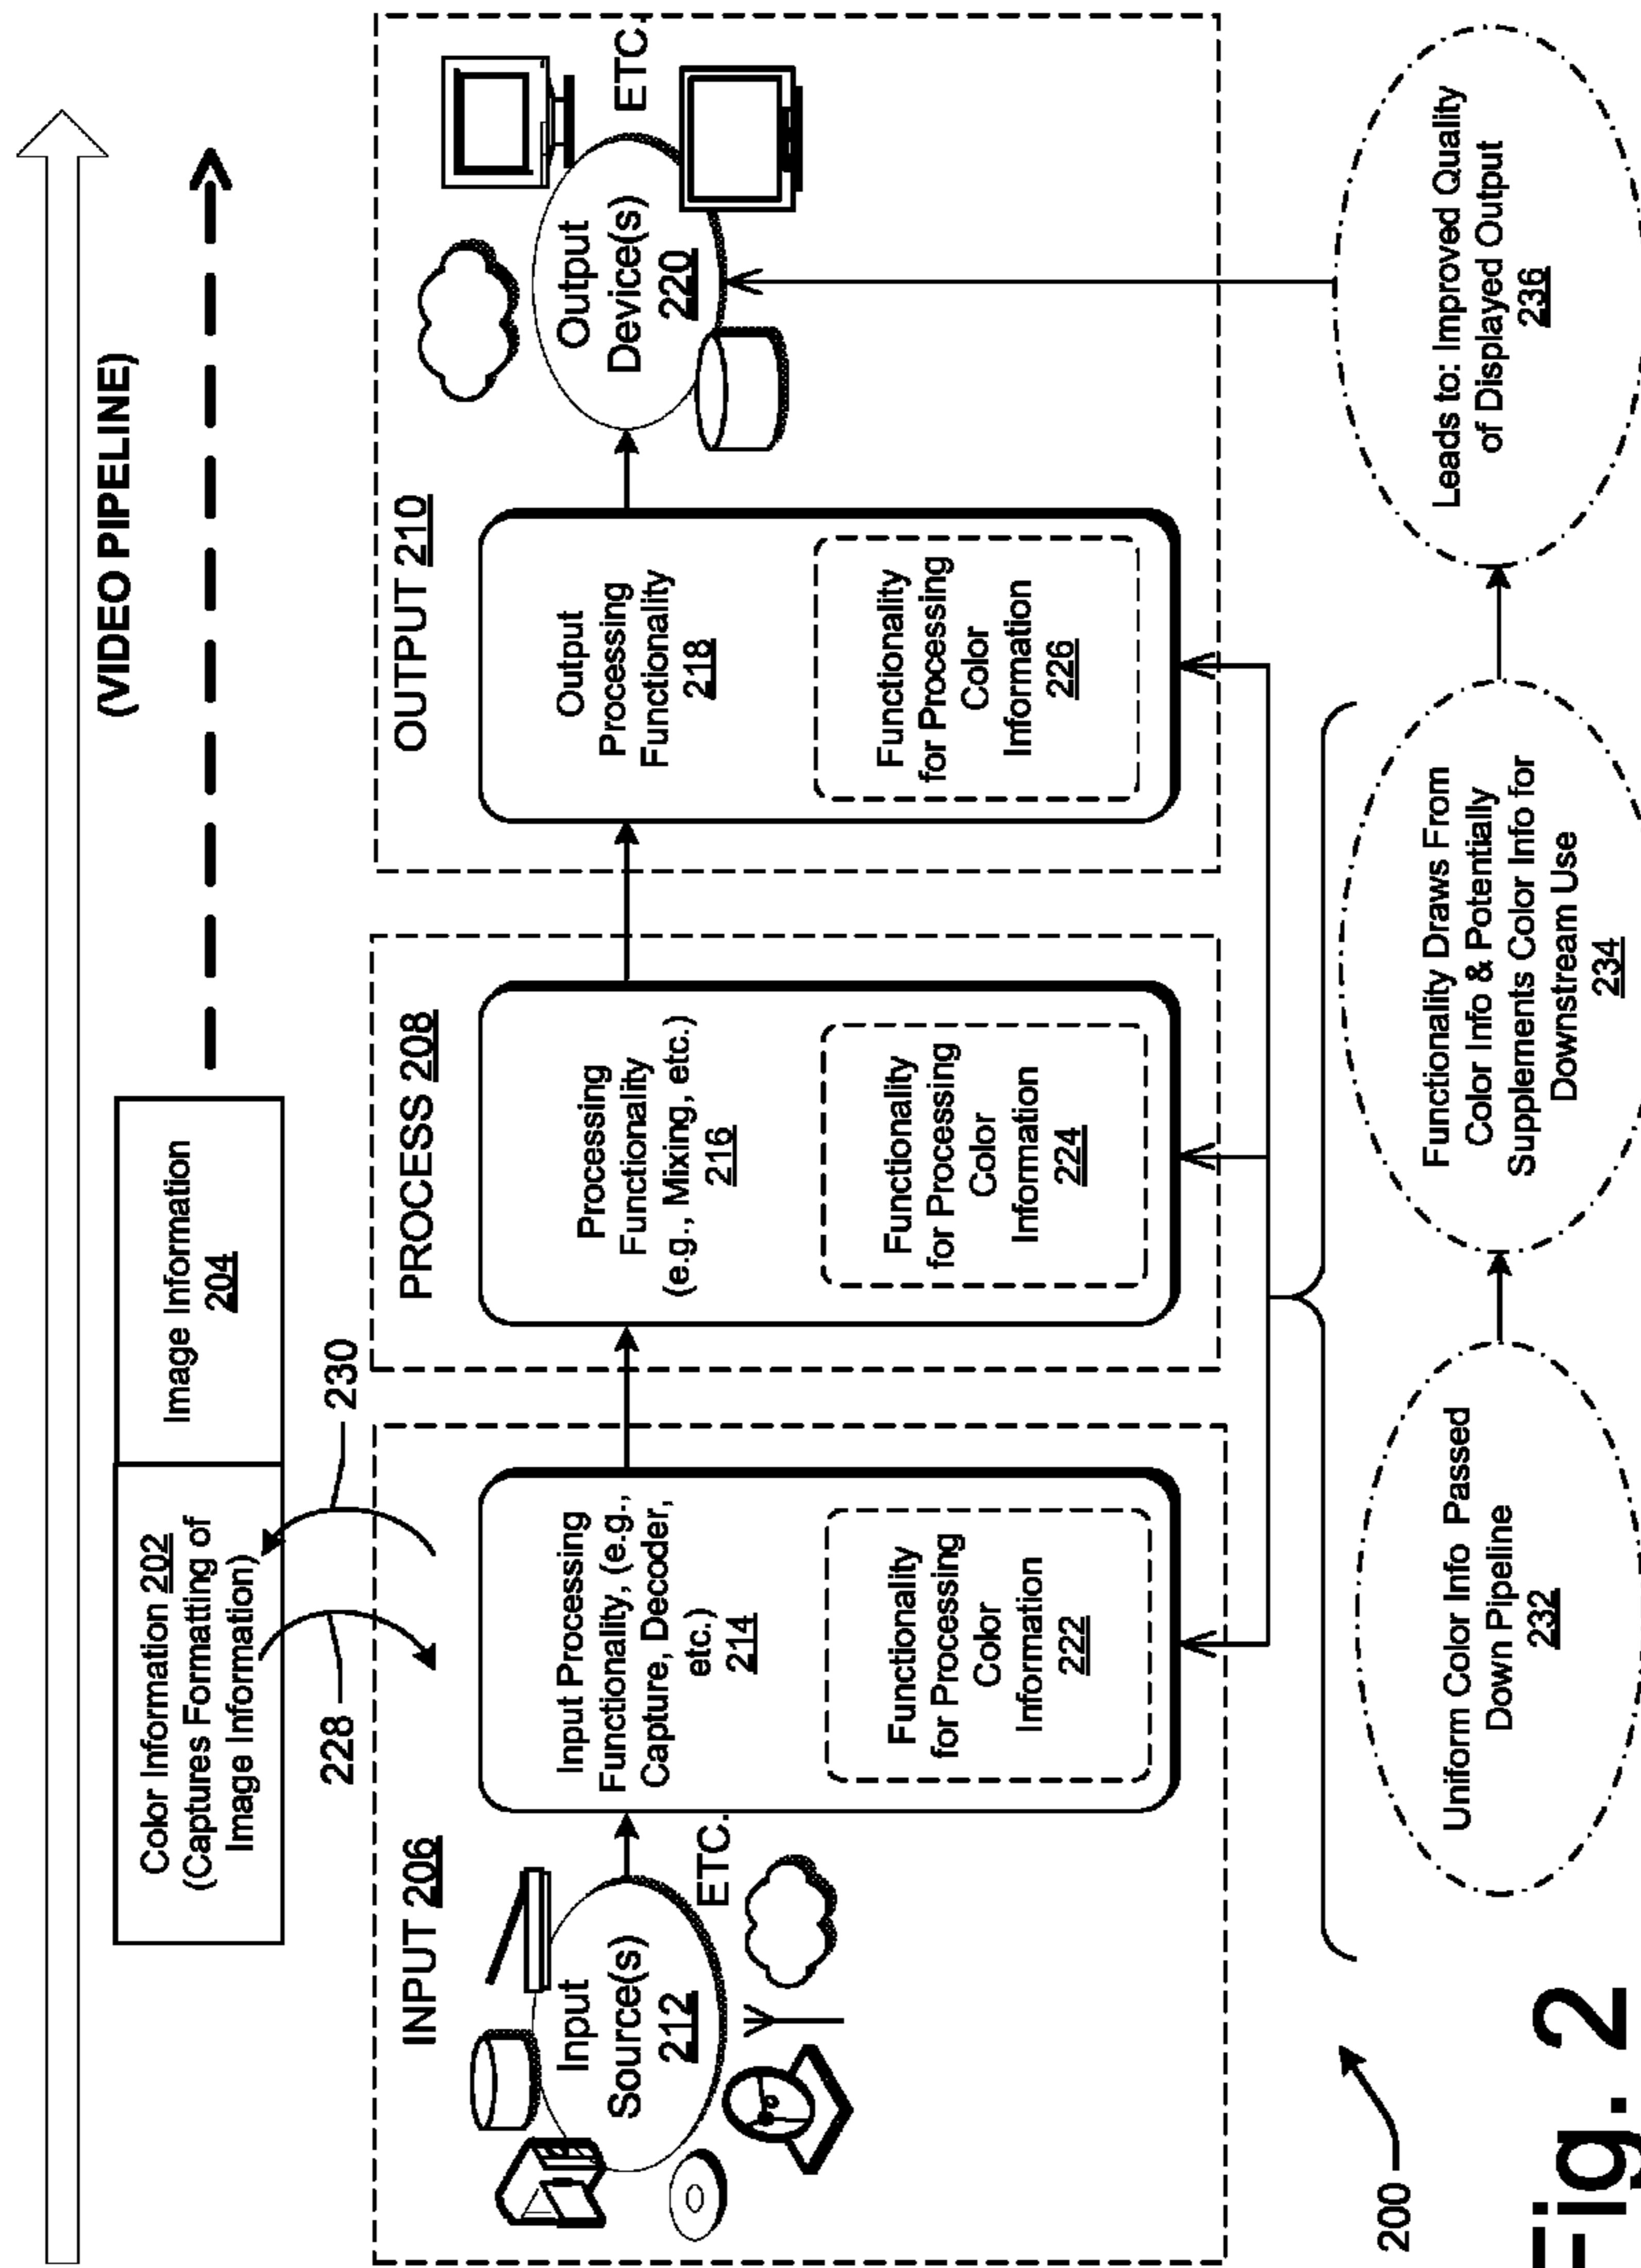 (VIDEO PIPELINE)
Color Information 202
(Captures Formatting of
Image Information)
Image Information
204
228
230
INPUT 206
Input
Source(s)
212
ETC.
Input Processing
Functionality, (e.g.,
Capture, Decoder,
etc.)
214
Functionality
for Processing
Color
Information
222
PROCESS 208
Processing
Functionality
(e.g., Mixing, etc.)
216
Functionality
for Processing
Color
Information
224
OUTPUT 210
Output
Processing
Functionality
218
Functionality
for Processing
Color
Information
226
Output
Device(s)
220
ETC.
Uniform Color Info Passed
Down Pipeline
232
Functionality Draws From
Color Info & Potentially
Supplements Color Info for
Downstream Use
234
Leads to: Improved Quality
of Displayed Output
236
200
Fig. 2